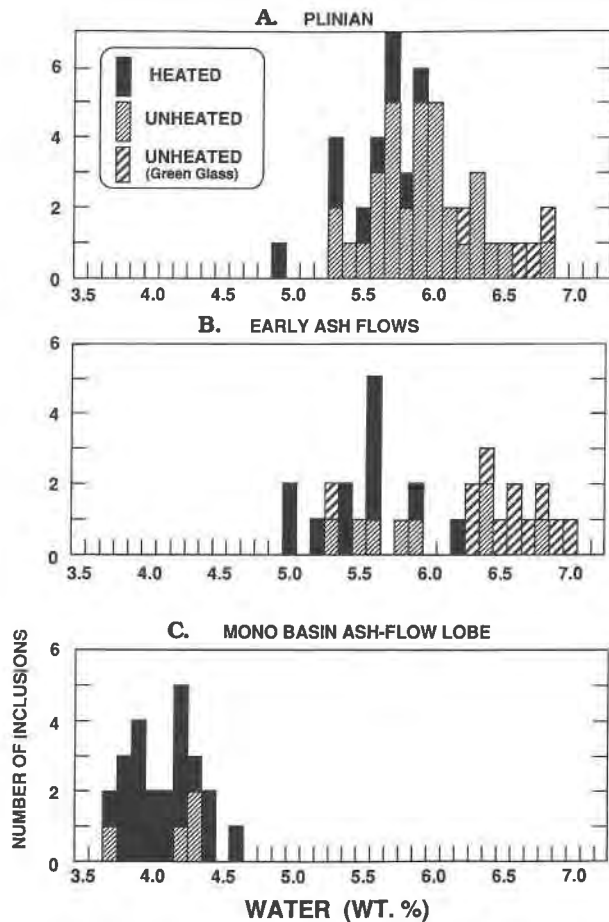 A. PLINIAN
6
4
2
0
HEATED
UNHEATED
UNHEATED
(Green Glass)
3.5 4.0 4.5 5.0 5.5 6.0 6.5 7.0
B. EARLY ASH FLOWS
6
4
2
0
3.5 4.0 4.5 5.0 5.5 6.0 6.5 7.0
C. MONO BASIN ASH-FLOW LOBE
NUMBER OF INCLUSIONS
6
4
2
0
3.5 4.0 4.5 5.0 5.5 6.0 6.5 7.0
WATER (WT. %)